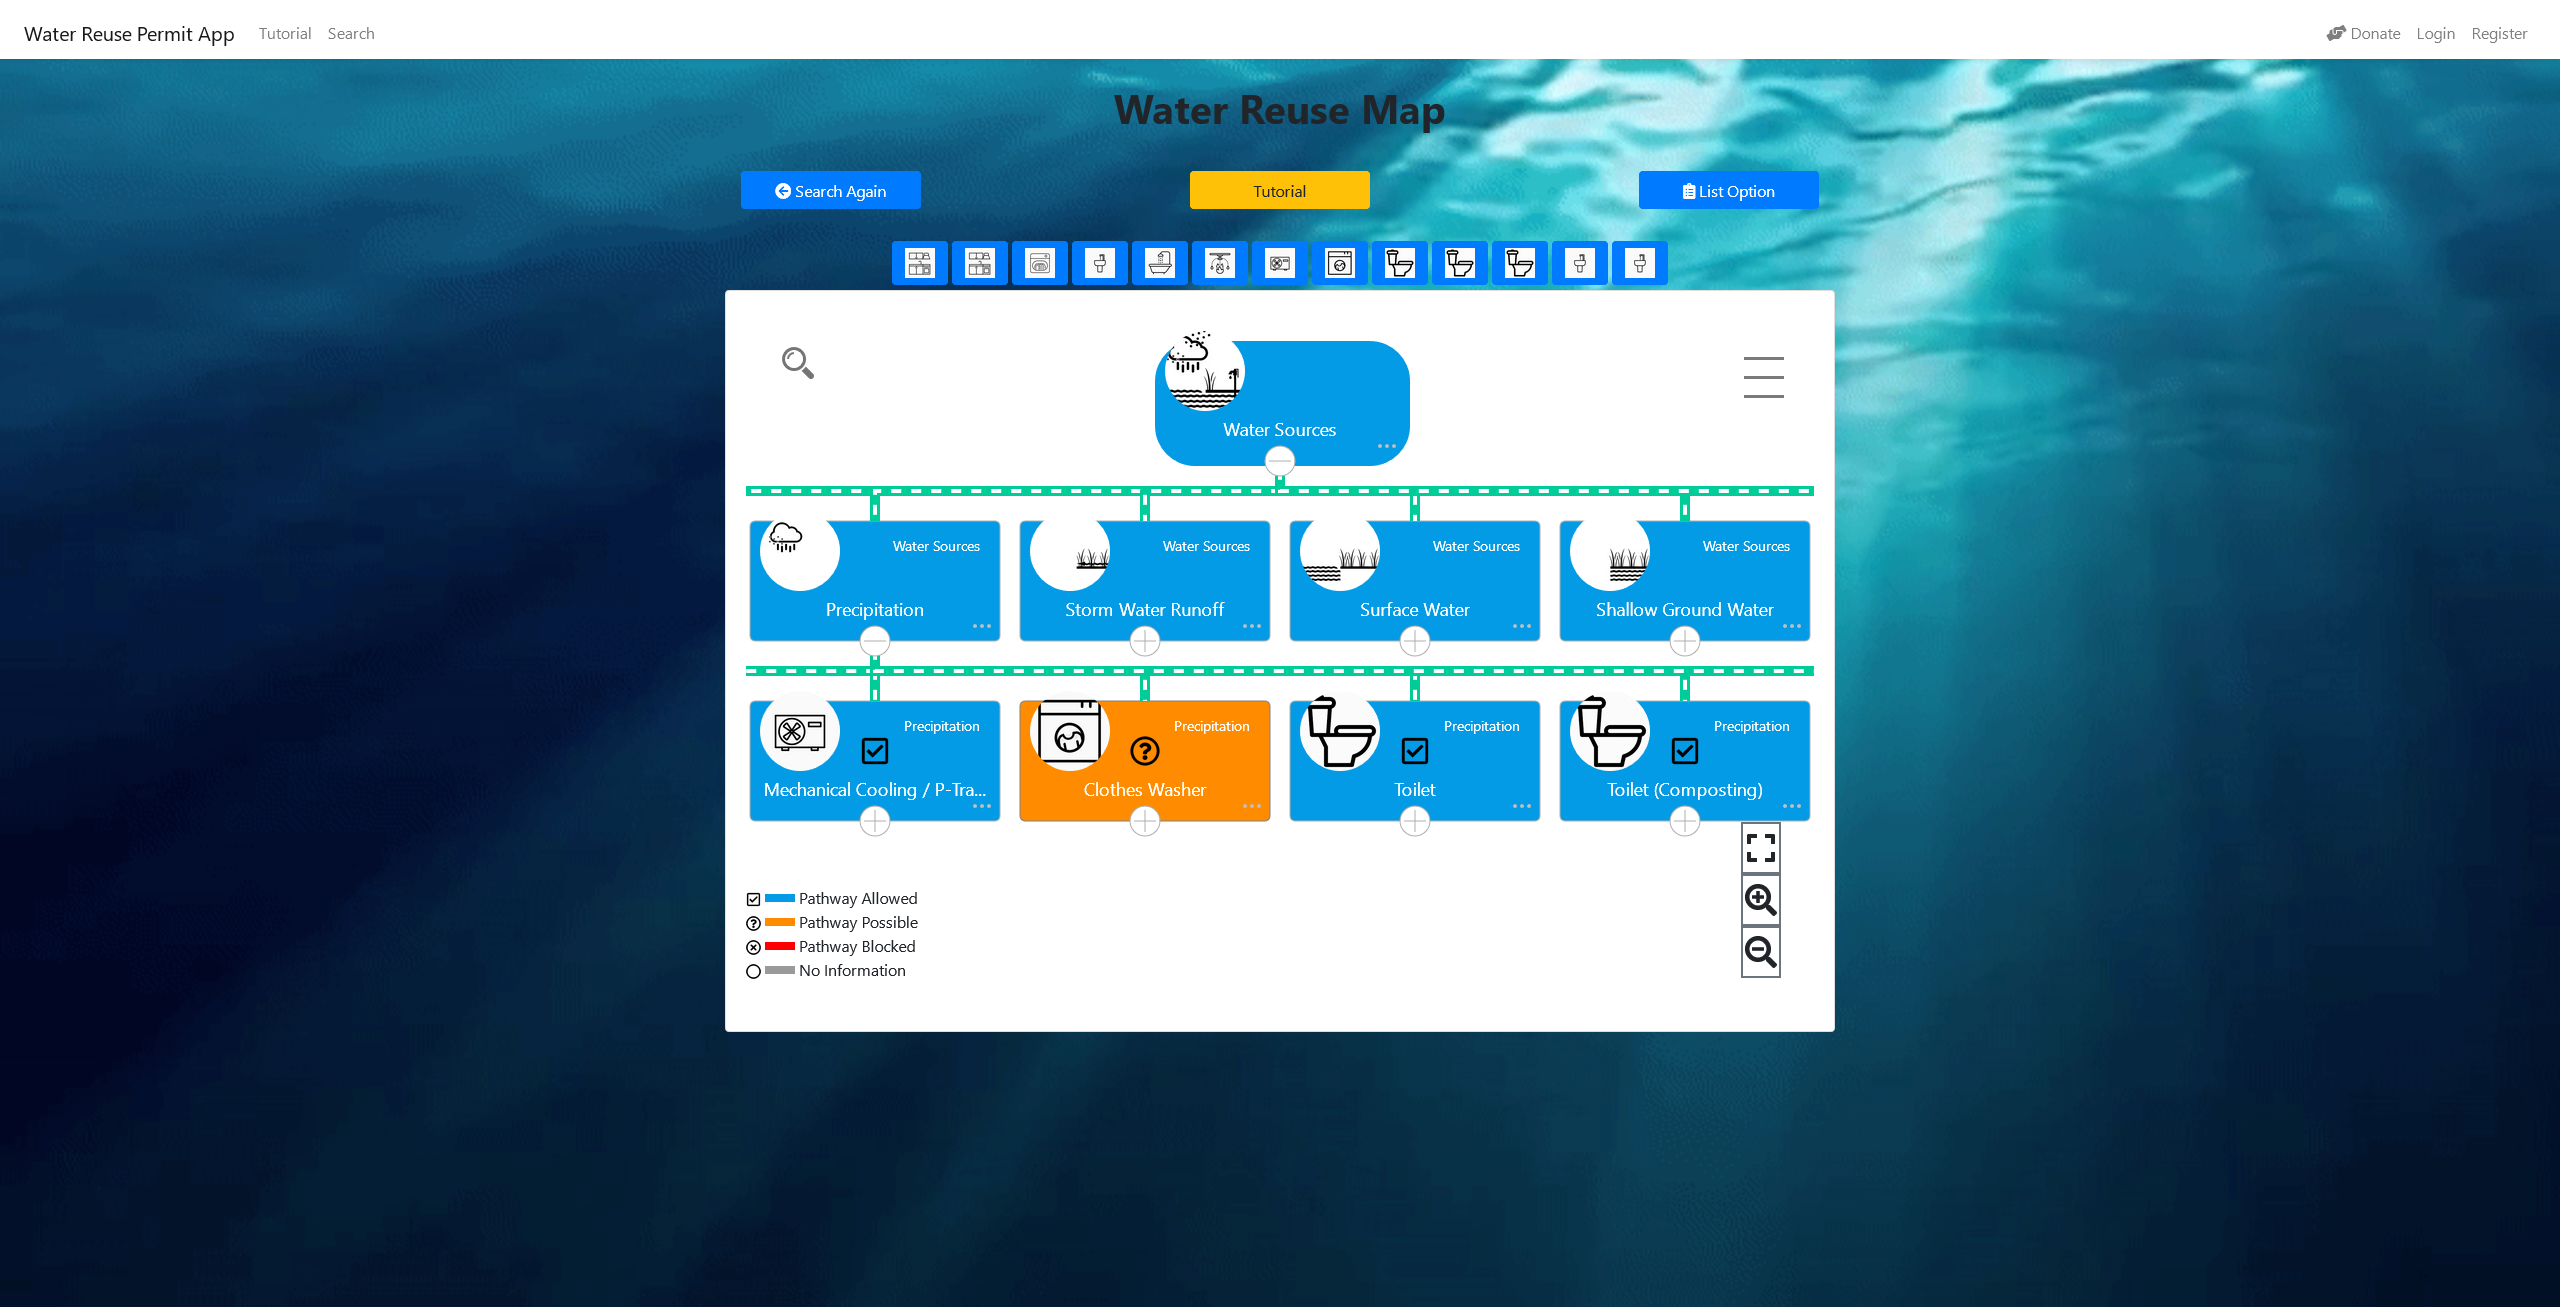 Water Reuse Permit App Tutorial Search Donate Login Register
Water Reuse Map
Search Again Tutorial List Option
Water Sources
Water Sources Water Sources Water Sources Water Sources
Precipitation Storm Water Runoff Surface Water Shallow Ground Water
Precipitation Precipitation Precipitation Precipitation
Mechanical Cooling / P-Tra... Clothes Washer Toilet Toilet (Composting)
Pathway Allowed
Pathway Possible
Pathway Blocked
No Information